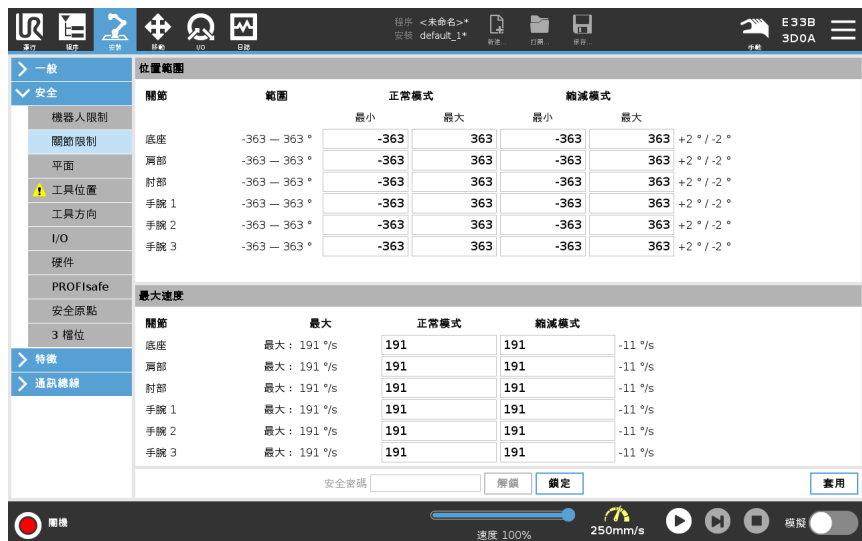 UR
運行 程序 安裝 移動 I/O 日誌
程序 <未命名>*
安裝 default_1*
新建... 打開... 保存...
手動
E33B
3D0A
一般
安全
機器人限制
關節限制
平面
工具位置
工具方向
I/O
硬件
PROFIsafe
安全原點
3 檔位
特徵
通訊總線
位置範圍
關節 範圍 正常模式 縮減模式
最小 最大 最小 最大
底座 -363 — 363 ° -363 363 -363 363 +2 ° / -2 °
肩部 -363 — 363 ° -363 363 -363 363 +2 ° / -2 °
肘部 -363 — 363 ° -363 363 -363 363 +2 ° / -2 °
手腕 1 -363 — 363 ° -363 363 -363 363 +2 ° / -2 °
手腕 2 -363 — 363 ° -363 363 -363 363 +2 ° / -2 °
手腕 3 -363 — 363 ° -363 363 -363 363 +2 ° / -2 °
最大速度
關節 最大 正常模式 縮減模式
底座 最大： 191 °/s 191 191 -11 °/s
肩部 最大： 191 °/s 191 191 -11 °/s
肘部 最大： 191 °/s 191 191 -11 °/s
手腕 1 最大： 191 °/s 191 191 -11 °/s
手腕 2 最大： 191 °/s 191 191 -11 °/s
手腕 3 最大： 191 °/s 191 191 -11 °/s
安全密碼 解鎖 鎖定 套用
關機
速度 100%
250mm/s
模擬